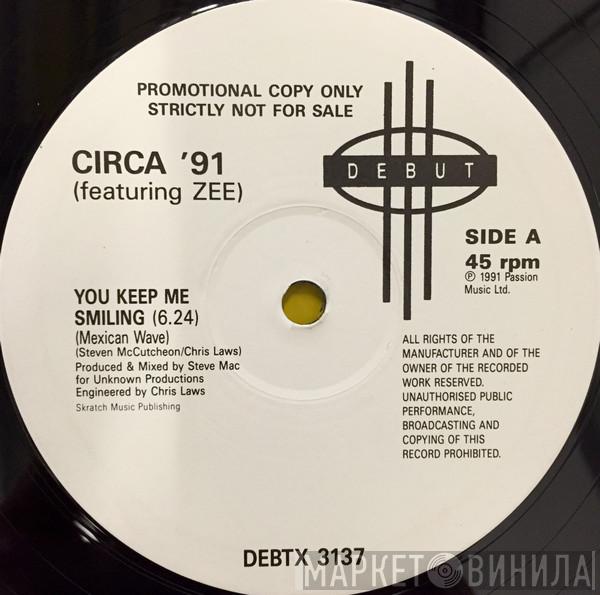 PROMOTIONAL COPY ONLY
STRICTLY NOT FOR SALE
CIRCA '91
(featuring ZEE)
DEBUT
SIDE A
45 rpm
℗ 1991 Passion
Music Ltd.
YOU KEEP ME
SMILING (6.24)
(Mexican Wave)
(Steven McCutcheon/Chris Laws)
Produced & Mixed by Steve Mac
for Unknown Productions
Engineered by Chris Laws
Skratch Music Publishing
ALL RIGHTS OF THE
MANUFACTURER AND OF THE
OWNER OF THE RECORDED
WORK RESERVED.
UNAUTHORISED PUBLIC
PERFORMANCE,
BROADCASTING AND
COPYING OF THIS
RECORD PROHIBITED.
DEBTX 3137
МАРКЕТ ВИНИЛА